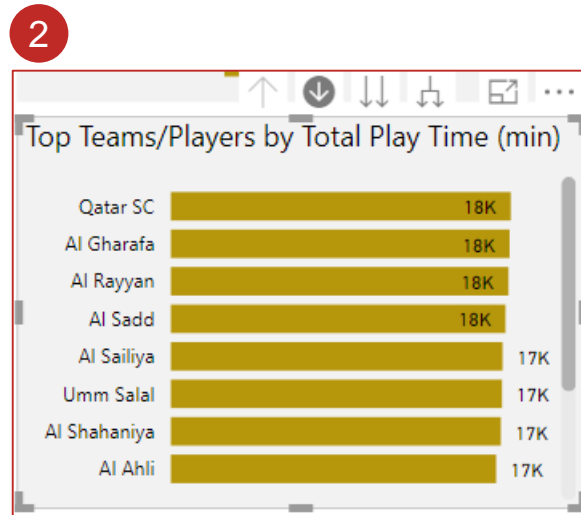 2
Top Teams/Players by Total Play Time (min)
Qatar SC 18K
Al Gharafa 18K
Al Rayyan 18K
Al Sadd 18K
Al Sailiya 17K
Umm Salal 17K
Al Shahaniya 17K
Al Ahli 17K